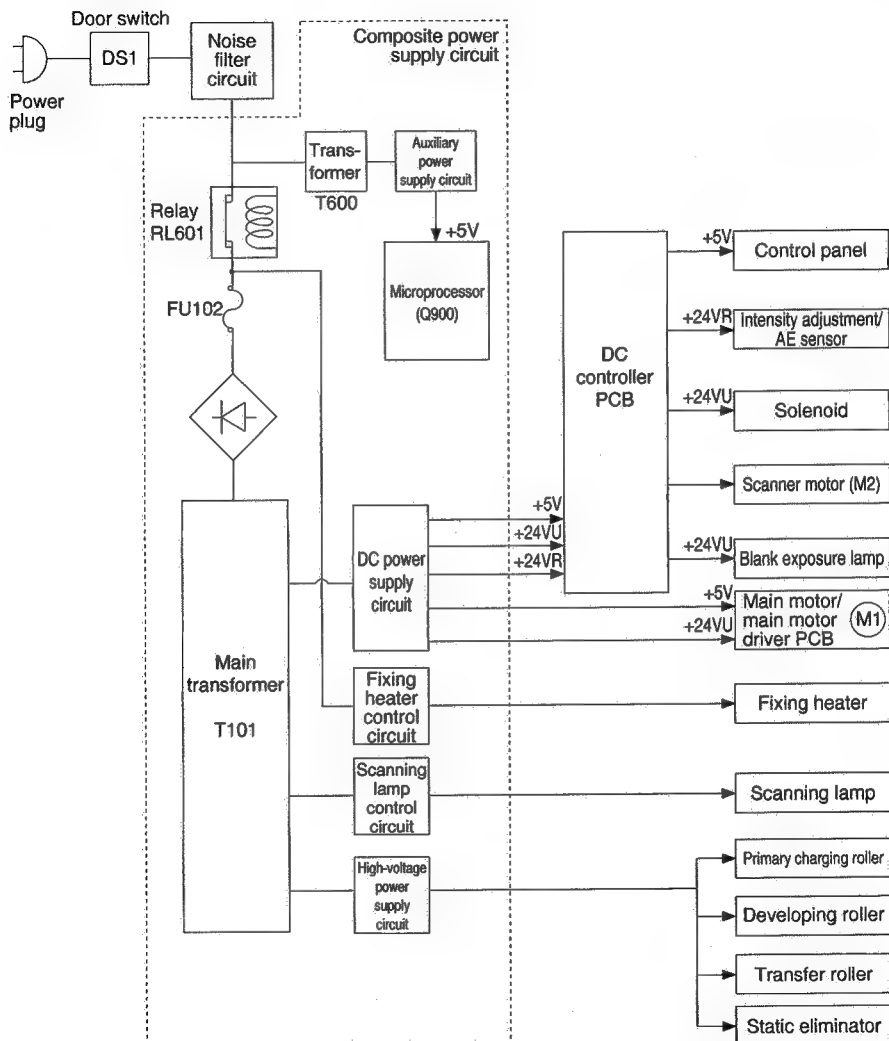 Door switch
DS1
Power
plug
Noise
filter
circuit
Composite power
supply circuit
Trans-
former
T600
Auxiliary
power
supply circuit
+5V
Microprocessor
(Q900)
Relay
RL601
FU102
Main
transformer
T101
DC power
supply
circuit
+5V
+24VU
+24VR
DC
controller
PCB
+5V
Control panel
+24VR
Intensity adjustment/
AE sensor
+24VU
Solenoid
Scanner motor (M2)
+24VU
Blank exposure lamp
+5V
+24VU
Main motor/
main motor
driver PCB
M1
Fixing
heater
control
circuit
Fixing heater
Scanning
lamp
control
circuit
Scanning lamp
High-voltage
power
supply
circuit
Primary charging roller
Developing roller
Transfer roller
Static eliminator